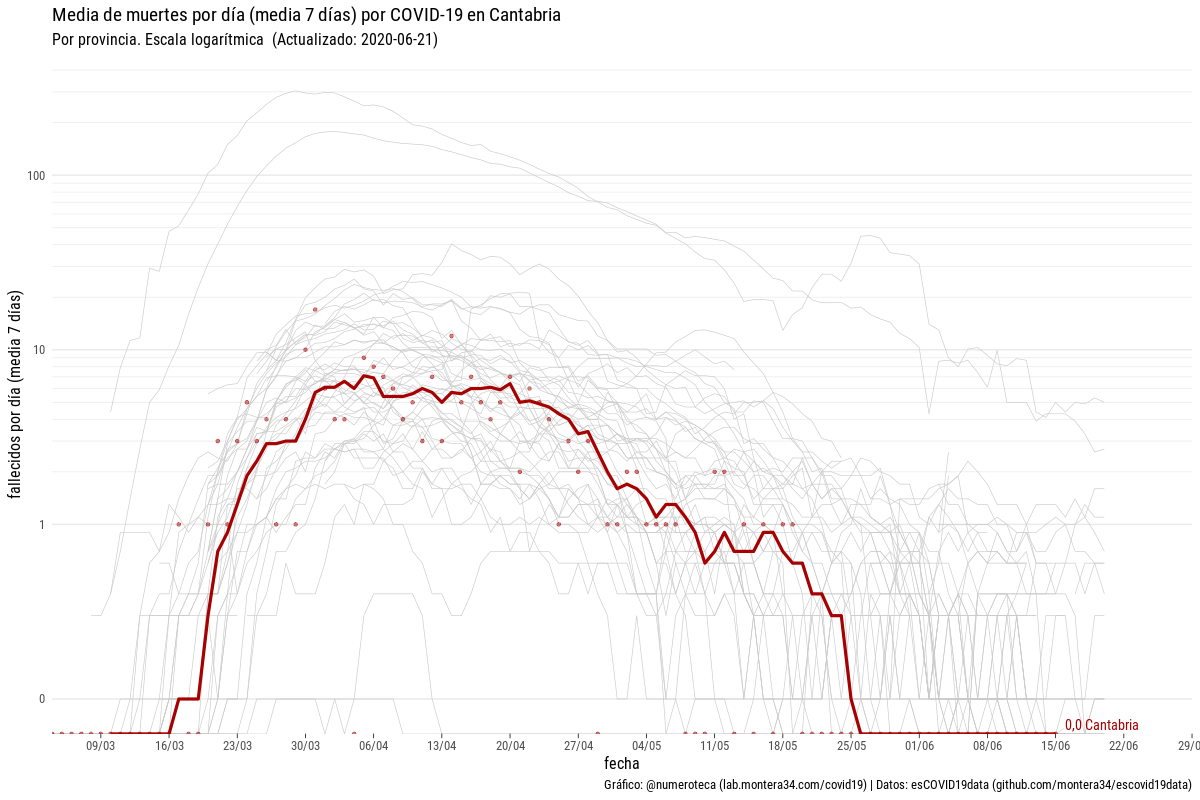 Media de muertes por día (media 7 días) por COVID-19 en Cantabria
Por provincia. Escala logarítmica (Actualizado: 2020-06-21)
fallecidos por día (media 7 días)
100
10
1
0
0,0 Cantabria
09/03 16/03 23/03 30/03 06/04 13/04 20/04 27/04 04/05 11/05 18/05 25/05 01/06 08/06 15/06 22/06 29/0
fecha
Gráfico: @numeroteca (lab.montera34.com/covid19) | Datos: esCOVID19data (github.com/montera34/escovid19data)